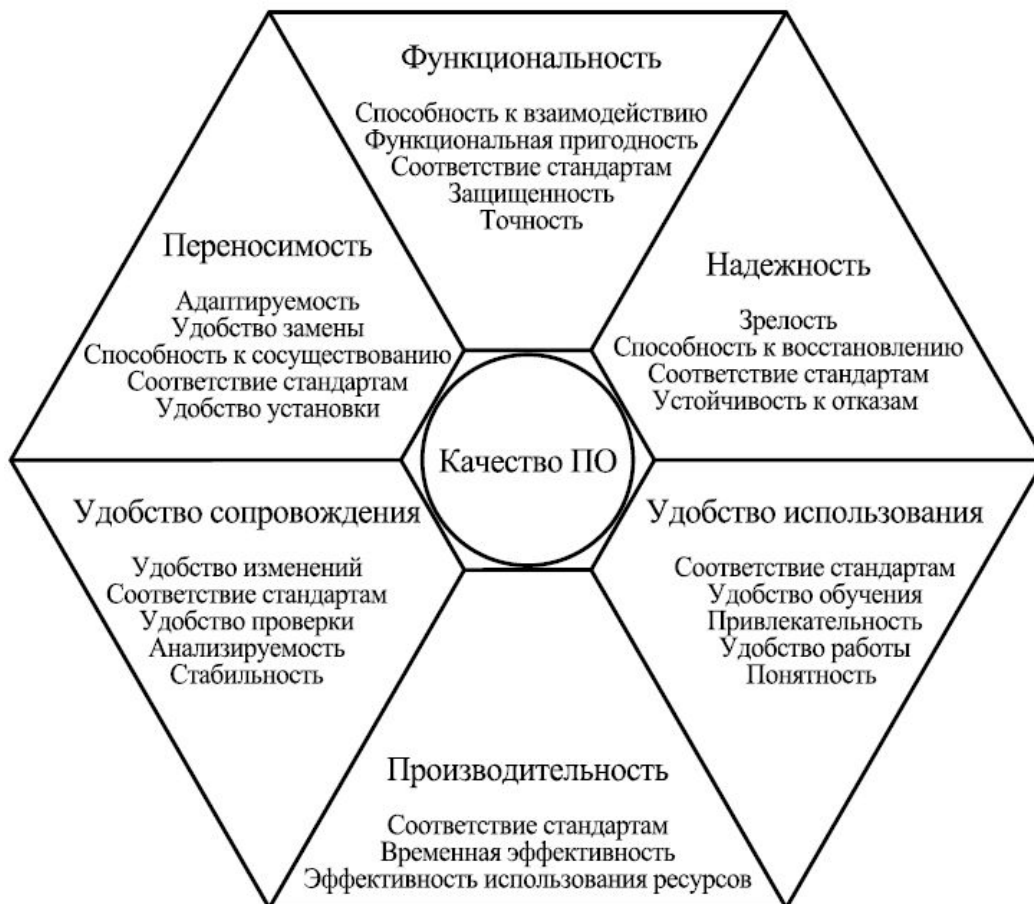 Функциональность
Способность к взаимодействию
Функциональная пригодность
Соответствие стандартам
Защищенность
Точность
Переносимость
Адаптируемость
Удобство замены
Способность к сосуществованию
Соответствие стандартам
Удобство установки
Надежность
Зрелость
Способность к восстановлению
Соответствие стандартам
Устойчивость к отказам
Качество ПО
Удобство сопровождения
Удобство изменений
Соответствие стандартам
Удобство проверки
Анализируемость
Стабильность
Удобство использования
Соответствие стандартам
Удобство обучения
Привлекательность
Удобство работы
Понятность
Производительность
Соответствие стандартам
Временная эффективность
Эффективность использования ресурсов